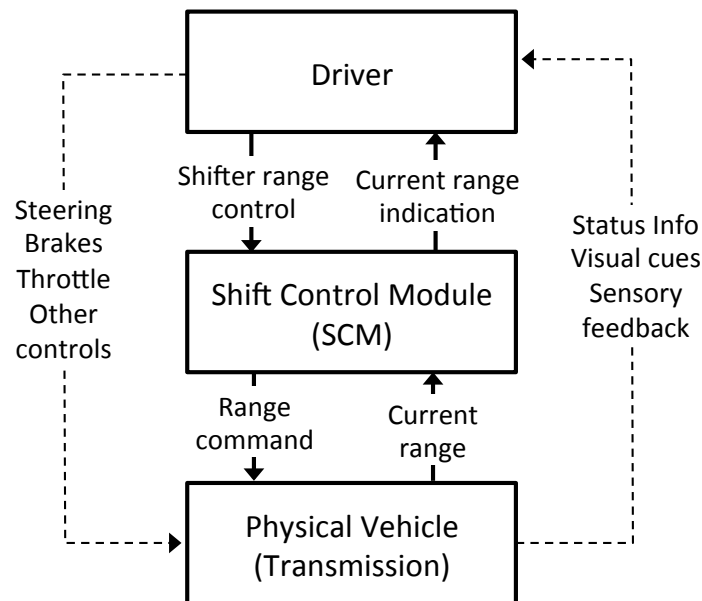 Driver
Shifter range
control
Current range
indication
Steering
Brakes
Throttle
Other
controls
Status Info
Visual cues
Sensory
feedback
Shift Control Module
(SCM)
Range
command
Current
range
Physical Vehicle
(Transmission)